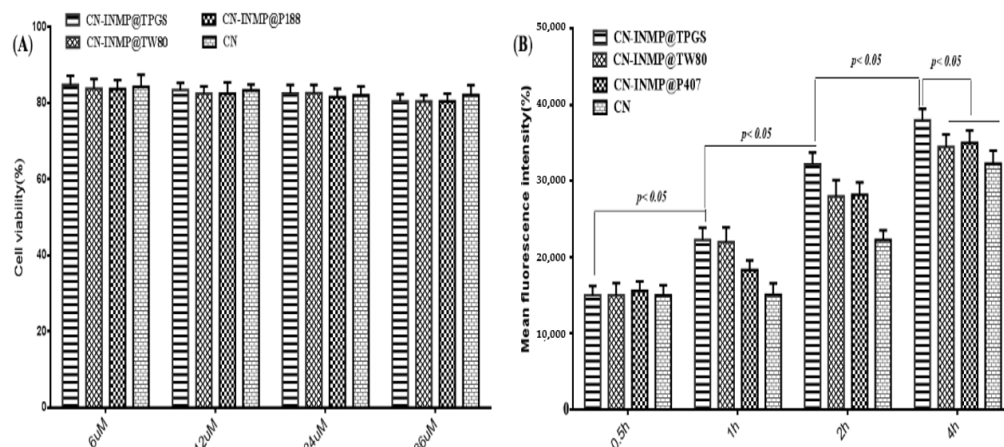 (A)
CN-INMP@TPGS
CN-INMP@P188
CN-INMP@TW80
CN
Cell viability(%)
100
80
60
40
20
0
6uM
12uM
24uM
(B)
CN-INMP@TPGS
CN-INMP@TW80
CN-INMP@P407
CN
Mean fluorescence intensity(%)
50,000
40,000
30,000
20,000
10,000
0
p< 0.05
p< 0.05
p< 0.05
p< 0.05
0.5h
1h
2h
4h